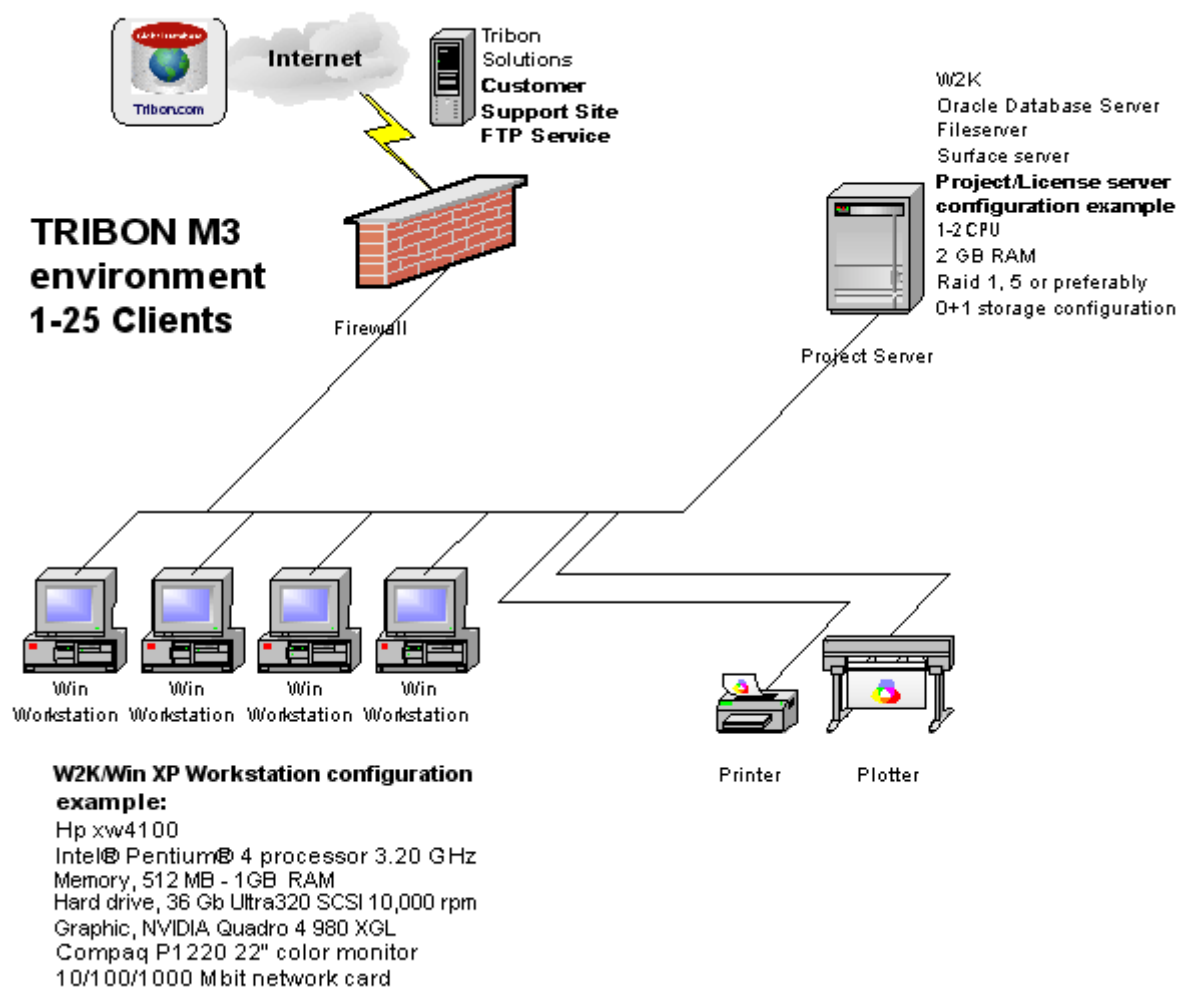 Global Database
Tribon.com
Internet
Tribon
Solutions
Customer
Support Site
FTP Service
W2K
Oracle Database Server
Fileserver
Surface server
Project/License server
configuration example
1-2 CPU
2 GB RAM
Raid 1, 5 or preferably
0+1 storage configuration
TRIBON M3
environment
1-25 Clients
Firewall
Project Server
Win
Workstation
Win
Workstation
Win
Workstation
Win
Workstation
Printer
Plotter
W2K/Win XP Workstation configuration
example:
Hp xw4100
Intel® Pentium® 4 processor 3.20 GHz
Memory, 512 MB - 1GB RAM
Hard drive, 36 Gb Ultra320 SCSI 10,000 rpm
Graphic, NVIDIA Quadro 4 980 XGL
Compaq P1220 22" color monitor
10/100/1000 Mbit network card